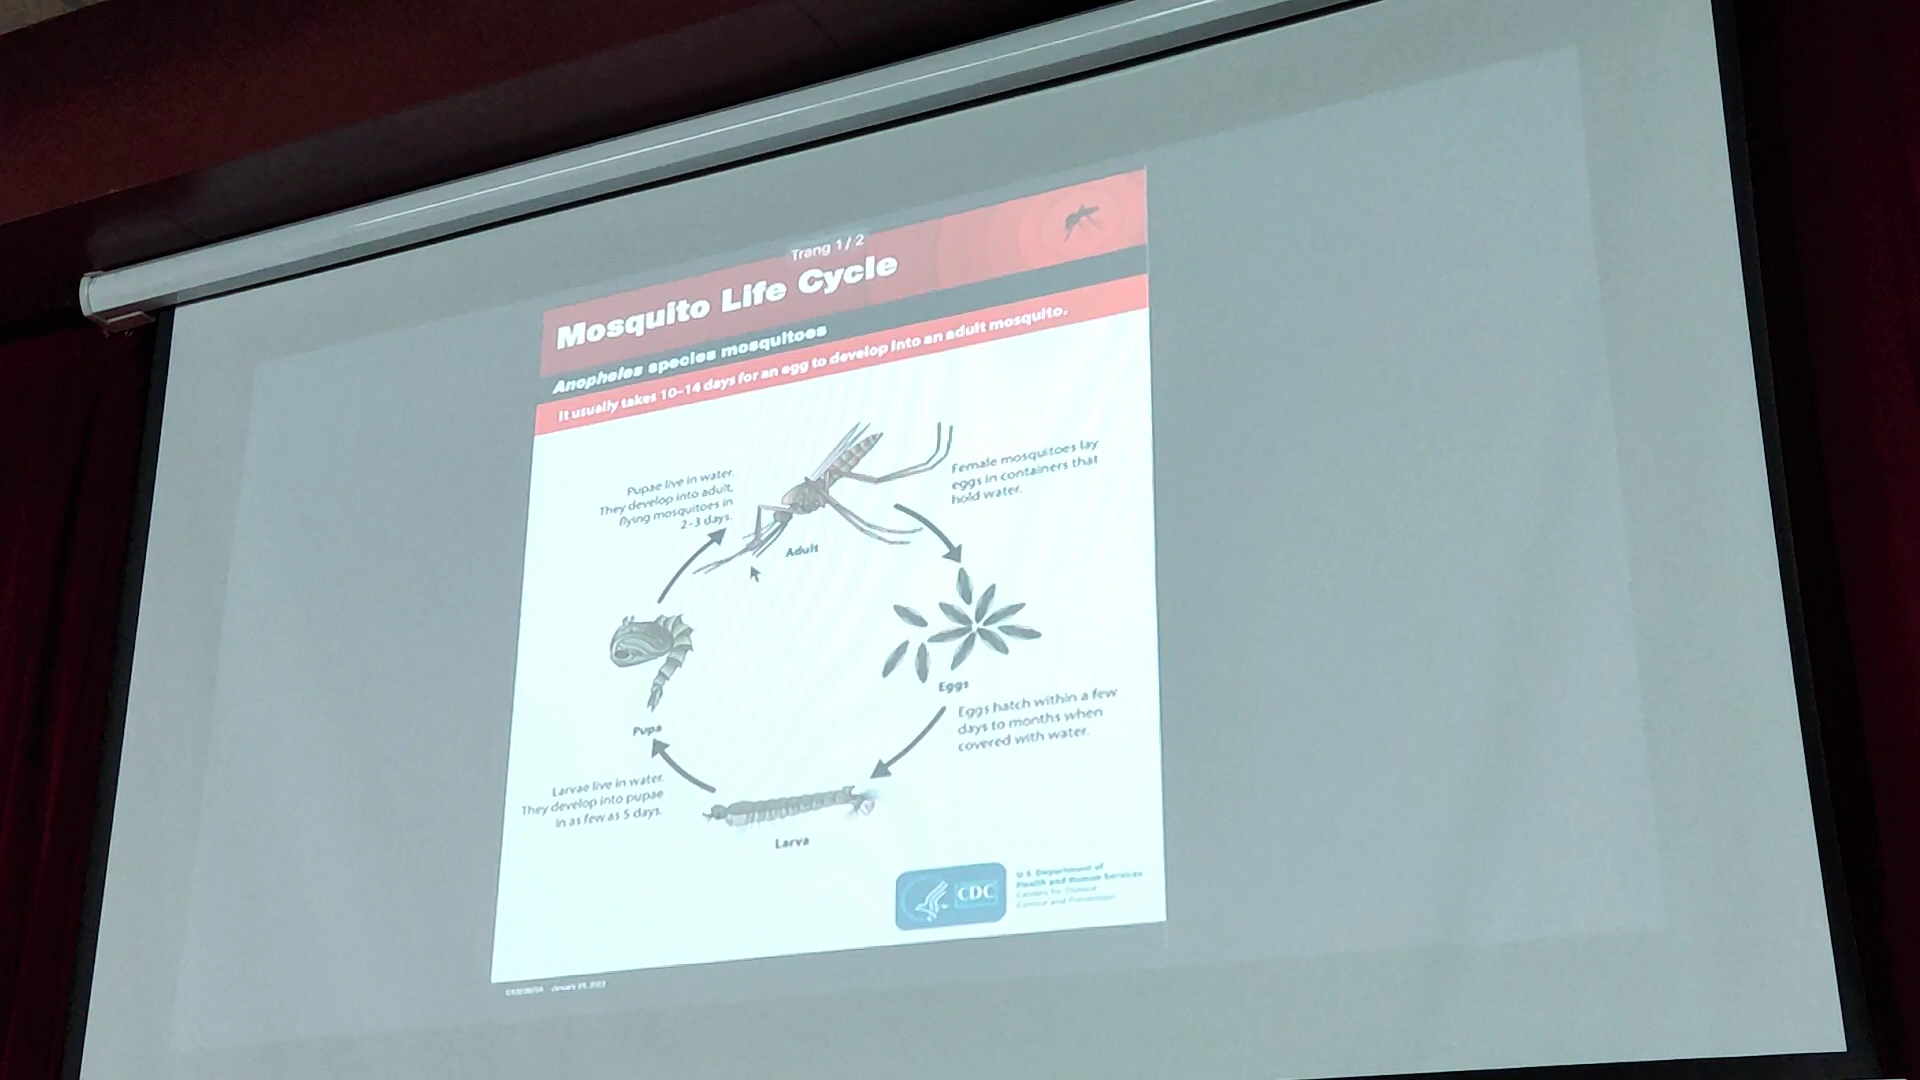 Trang 1 / 2
Mosquito Life Cycle
Anopheles species mosquitoes
It usually takes 10–14 days for an egg to develop into an adult mosquito.
Pupae live in water.
They develop into adult,
flying mosquitoes in
2–3 days.
Female mosquitoes lay
eggs in containers that
hold water.
Adult
Eggs
Eggs hatch within a few
days to months when
covered with water.
Pupa
Larvae live in water.
They develop into pupae
in as few as 5 days.
Larva
CDC
U.S. Department of
Health and Human Services
Centers for Disease
Control and Prevention